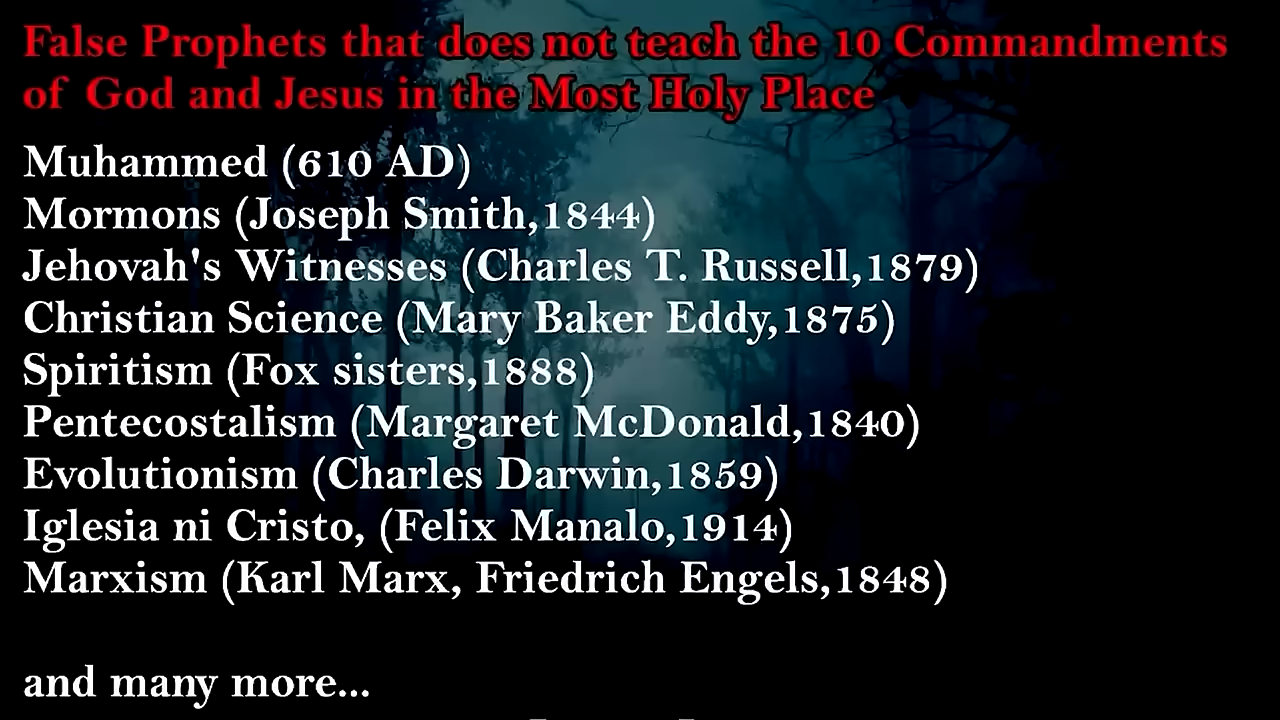 False Prophets that does not teach the 10 Commandments
of God and Jesus in the Most Holy Place
Muhammed (610 AD)
Mormons (Joseph Smith,1844)
Jehovah's Witnesses (Charles T. Russell,1879)
Christian Science (Mary Baker Eddy,1875)
Spiritism (Fox sisters,1888)
Pentecostalism (Margaret McDonald,1840)
Evolutionism (Charles Darwin,1859)
Iglesia ni Cristo, (Felix Manalo,1914)
Marxism (Karl Marx, Friedrich Engels,1848)
and many more...